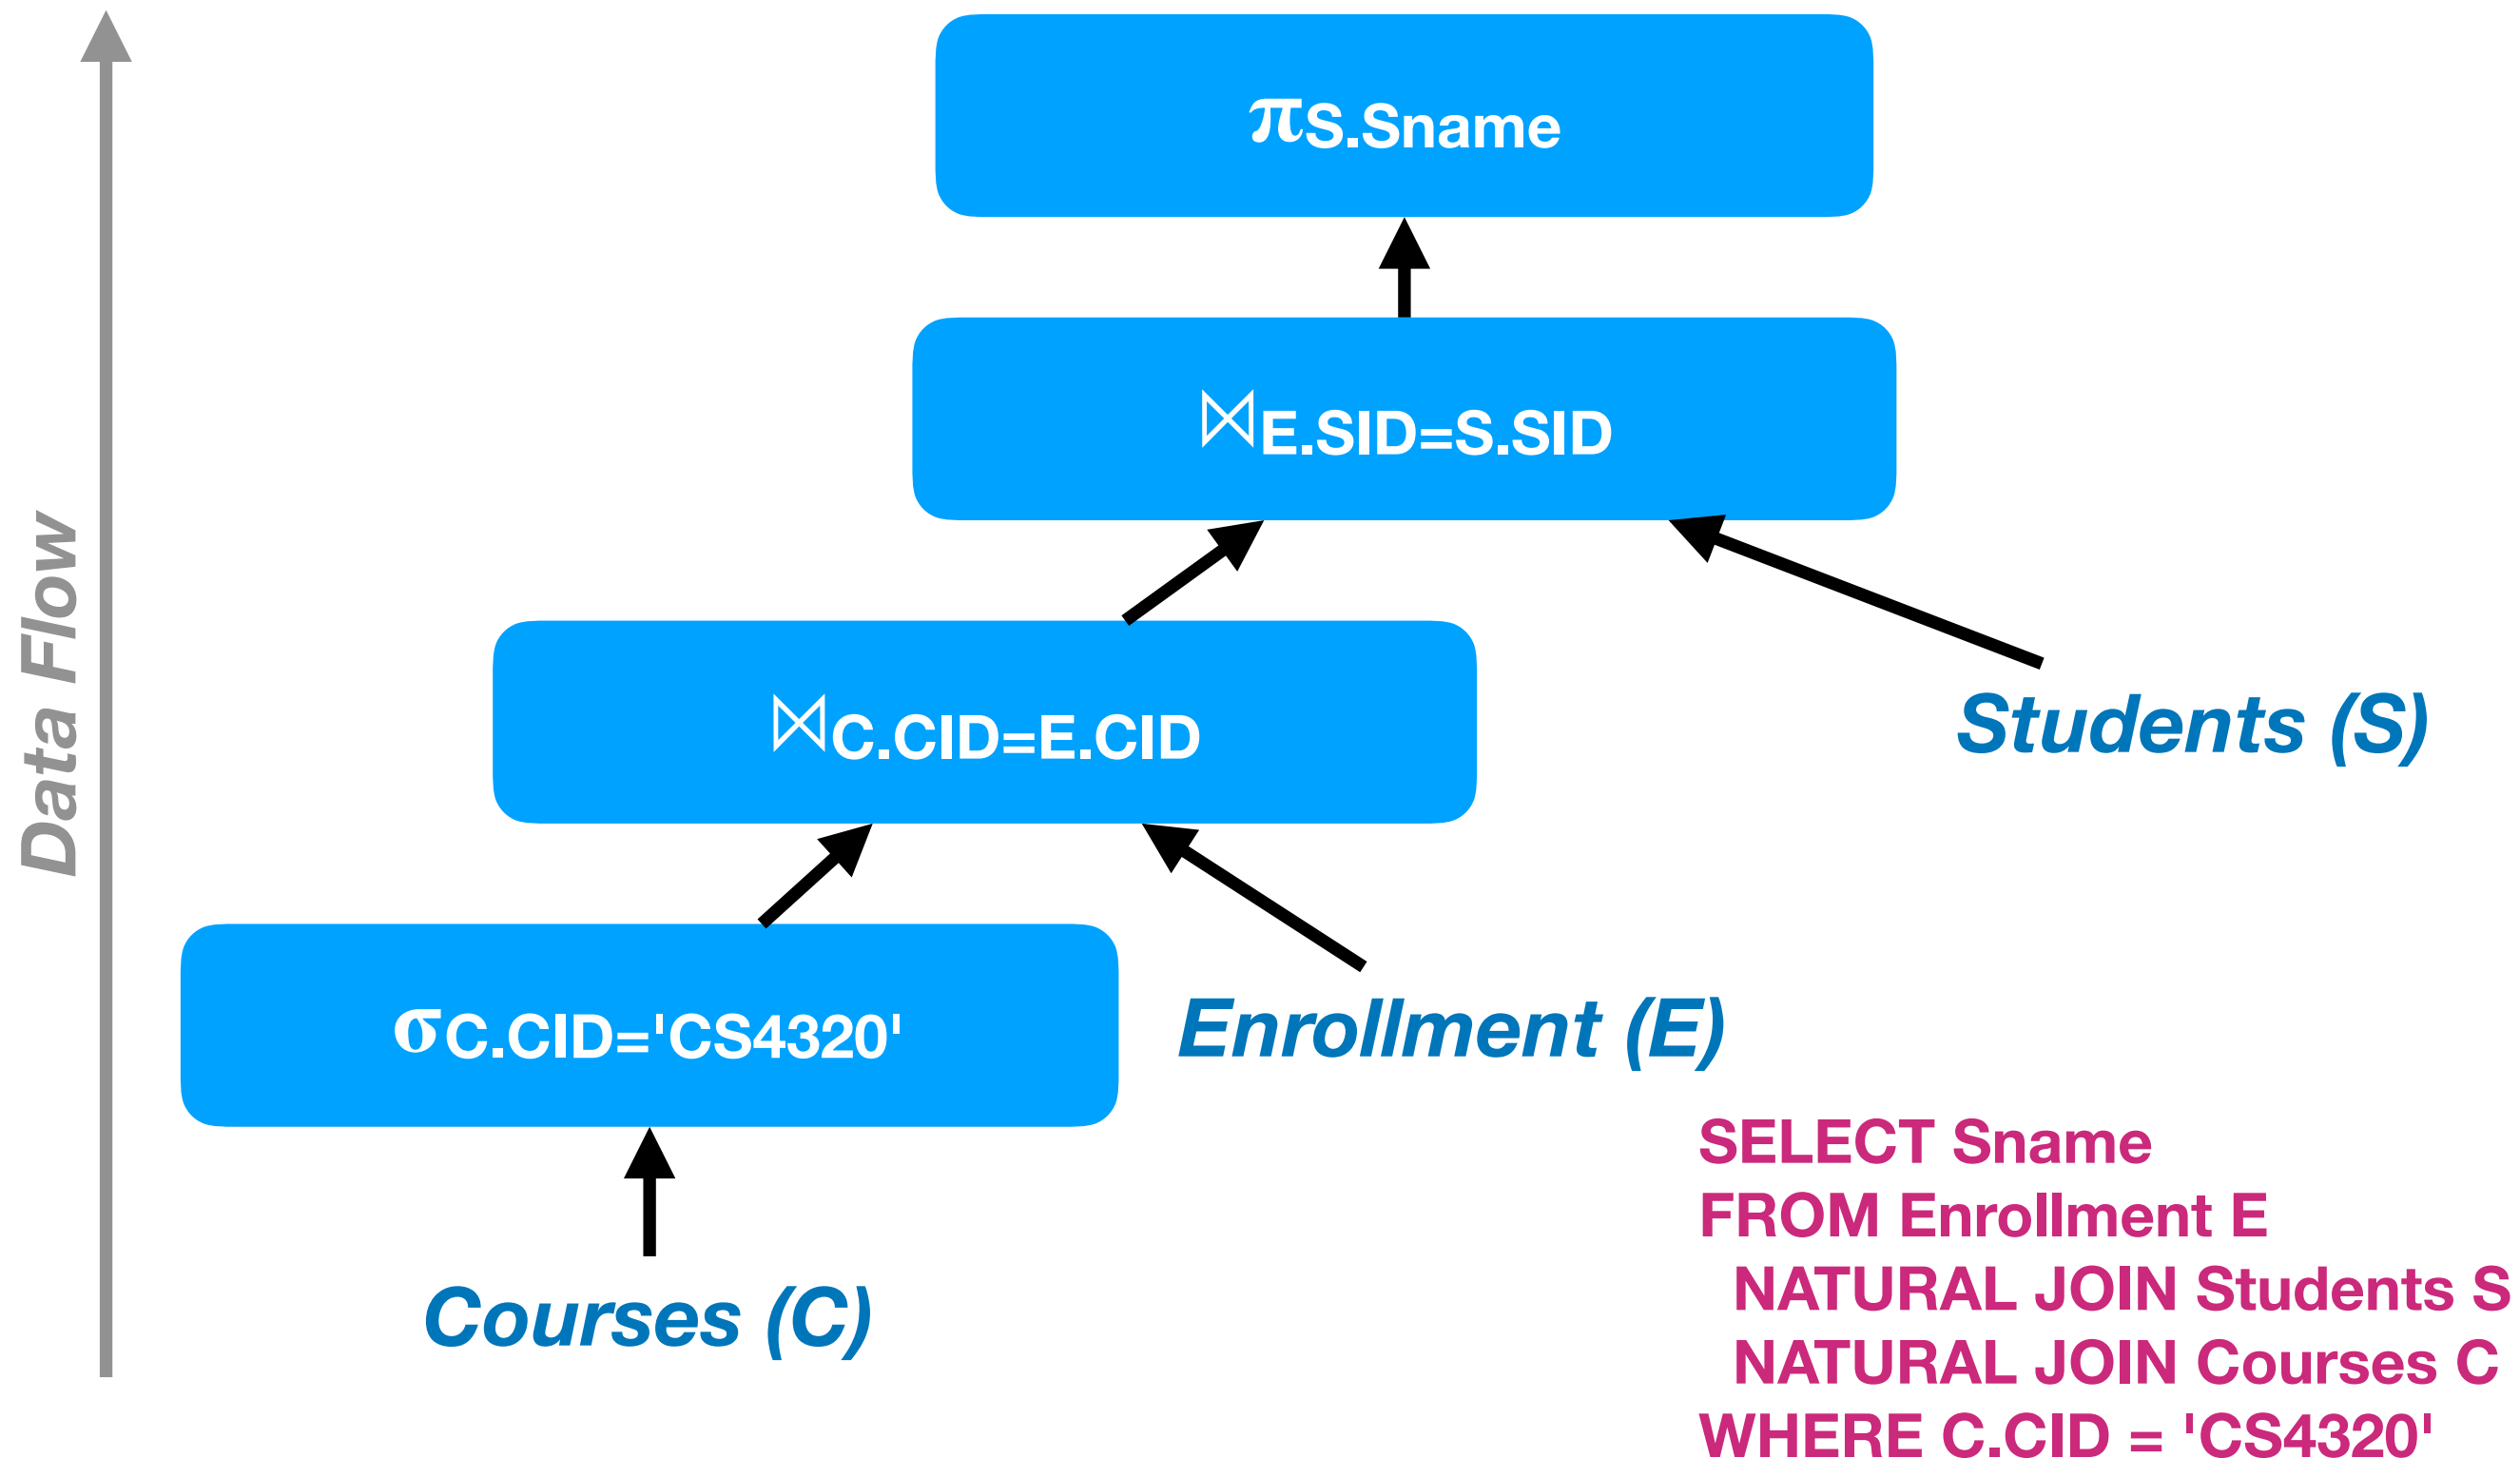 πS.Sname
⋈E.SID=S.SID
Data Flow
⋈C.CID=E.CID
Students (S)
σC.CID='CS4320'
Enrollment (E)
Courses (C)
SELECT Sname
FROM Enrollment E
NATURAL JOIN Students S
NATURAL JOIN Courses C
WHERE C.CID = 'CS4320'